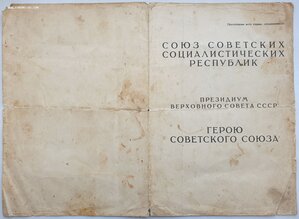 СОЮЗ СОВЕТСКИХ
СОЦИАЛИСТИЧЕСКИХ
РЕСПУБЛИК
ПРЕЗИДИУМ
ВЕРХОВНОГО СОВЕТА СССР
ГЕРОЮ
СОВЕТСКОГО СОЮЗА